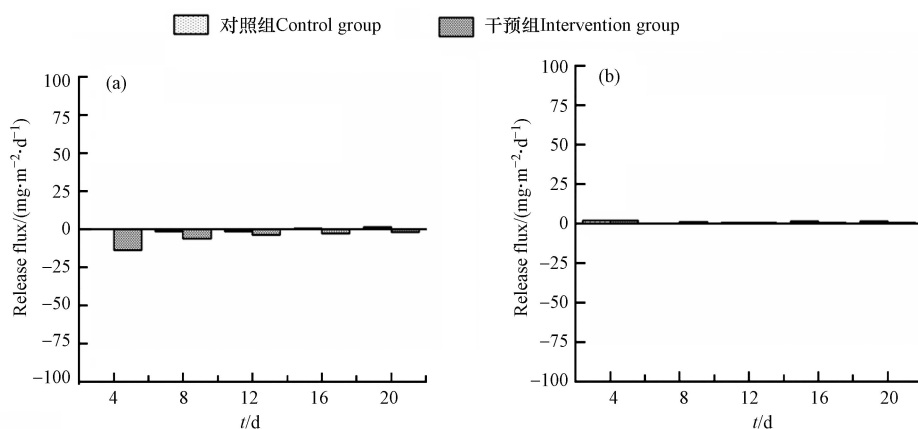 对照组Control group 干预组Intervention group
(a)
100
75
50
25
0
−25
−50
−75
−100
Release flux/(mg·m⁻²·d⁻¹)
4 8 12 16 20
t/d
(b)
100
75
50
25
0
−25
−50
−75
−100
Release flux/(mg·m⁻²·d⁻¹)
4 8 12 16 20
t/d